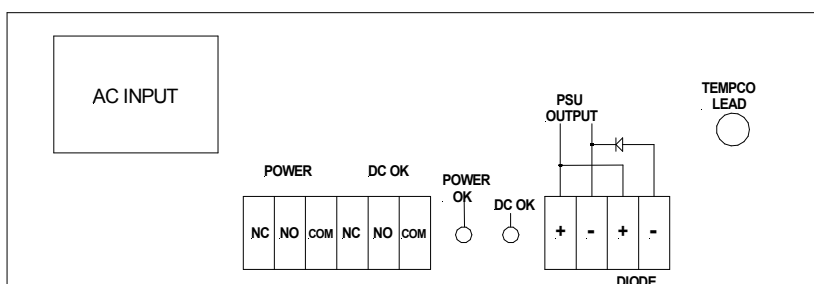 AC INPUT
TEMPCO
LEAD
PSU
OUTPUT
POWER
DC OK
POWER
OK
DC OK
NC NO COM NC NO COM
+ - + -
DIODE